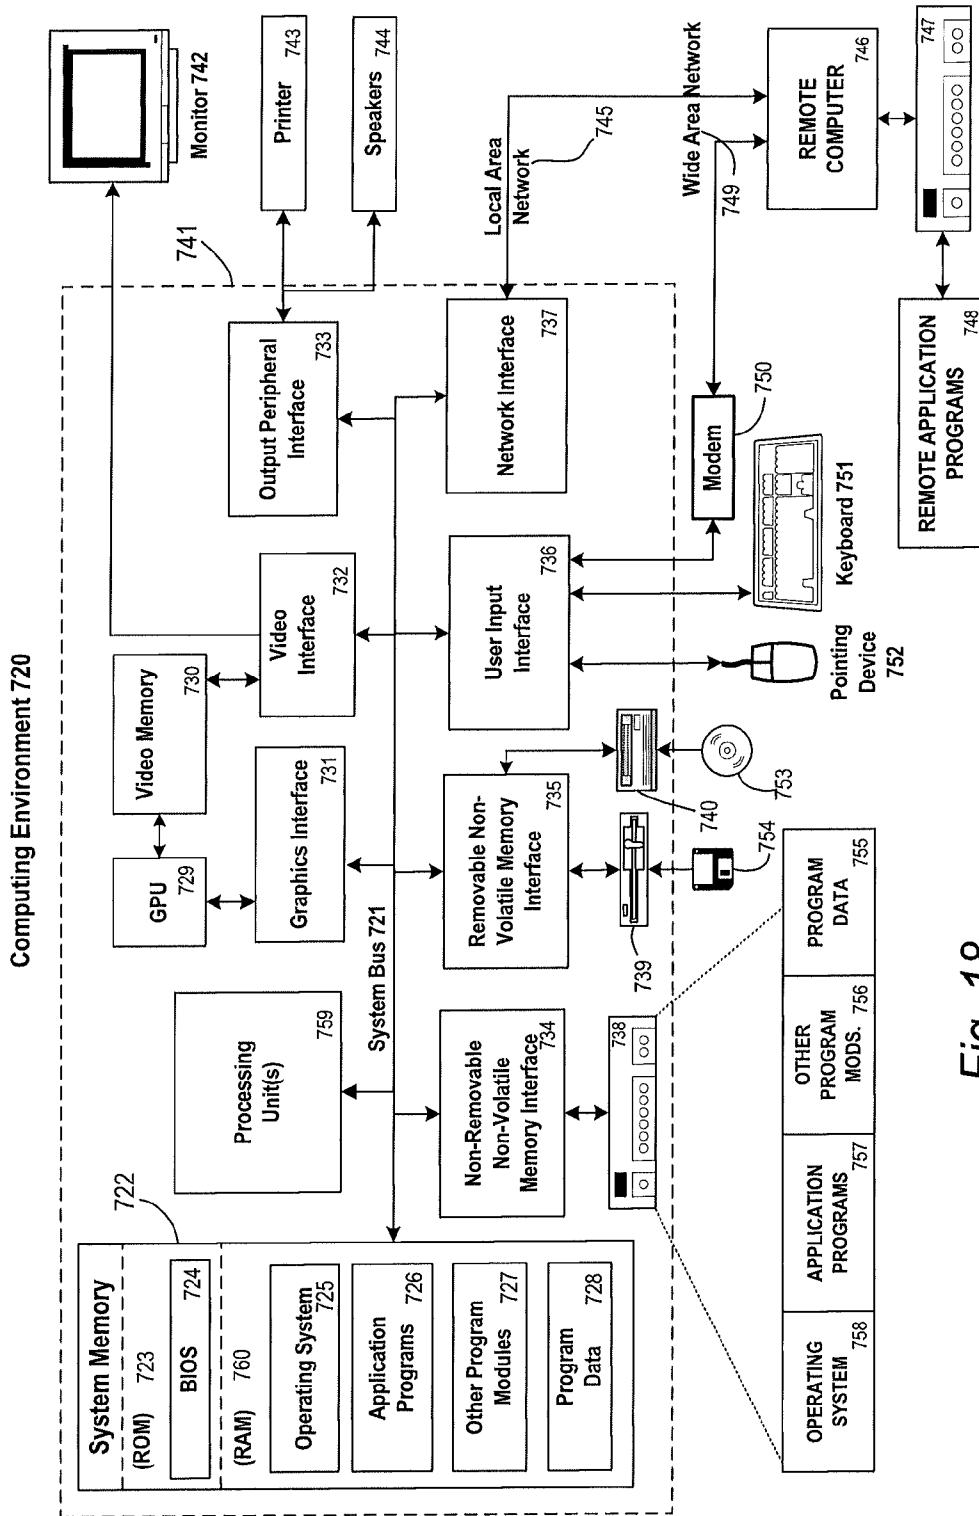 Computing Environment 720
System Memory
722
(ROM) 723
BIOS 724
(RAM) 760
Operating System
725
Application
Programs
726
Other Program
Modules
727
Program
Data
728
Processing
Unit(s)
759
System Bus 721
GPU
729
Video Memory
730
Graphics Interface
731
Video
Interface
732
Output Peripheral
Interface
733
741
Monitor 742
Printer
743
Speakers
744
Non-Removable
Non-Volatile
Memory Interface
734
Removable Non-
Volatile Memory
Interface
735
User Input
Interface
736
Network Interface
737
Local Area
Network
745
Wide Area Network
749
738
739
740
754
753
Pointing
Device
752
Keyboard 751
Modem
750
REMOTE
COMPUTER
746
747
REMOTE APPLICATION
PROGRAMS
748
OPERATING
SYSTEM
758
APPLICATION
PROGRAMS
757
OTHER
PROGRAM
MODS.
756
PROGRAM
DATA
755